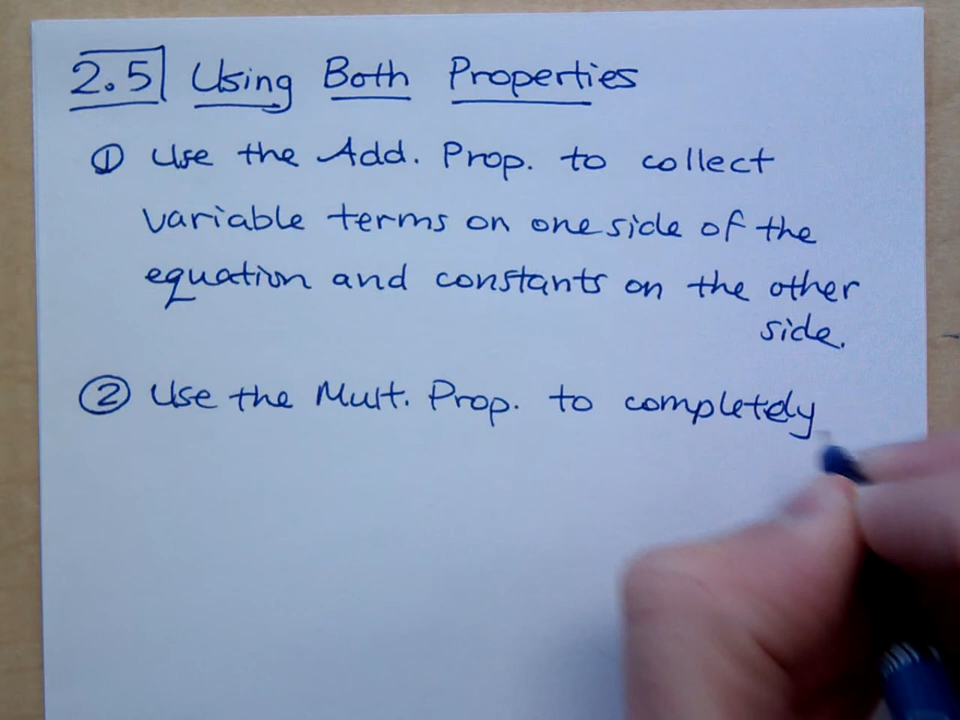 2.5 Using Both Properties
① Use the Add. Prop. to collect
variable terms on one side of the
equation and constants on the other
side.
② Use the Mult. Prop. to completely